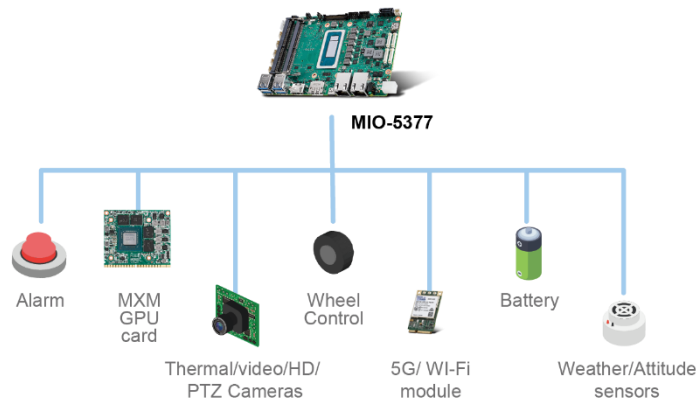 MIO-5377
Alarm
MXM
GPU
card
Thermal/video/HD/
PTZ Cameras
Wheel
Control
5G/ WI-Fi
module
Battery
Weather/Attitude
sensors